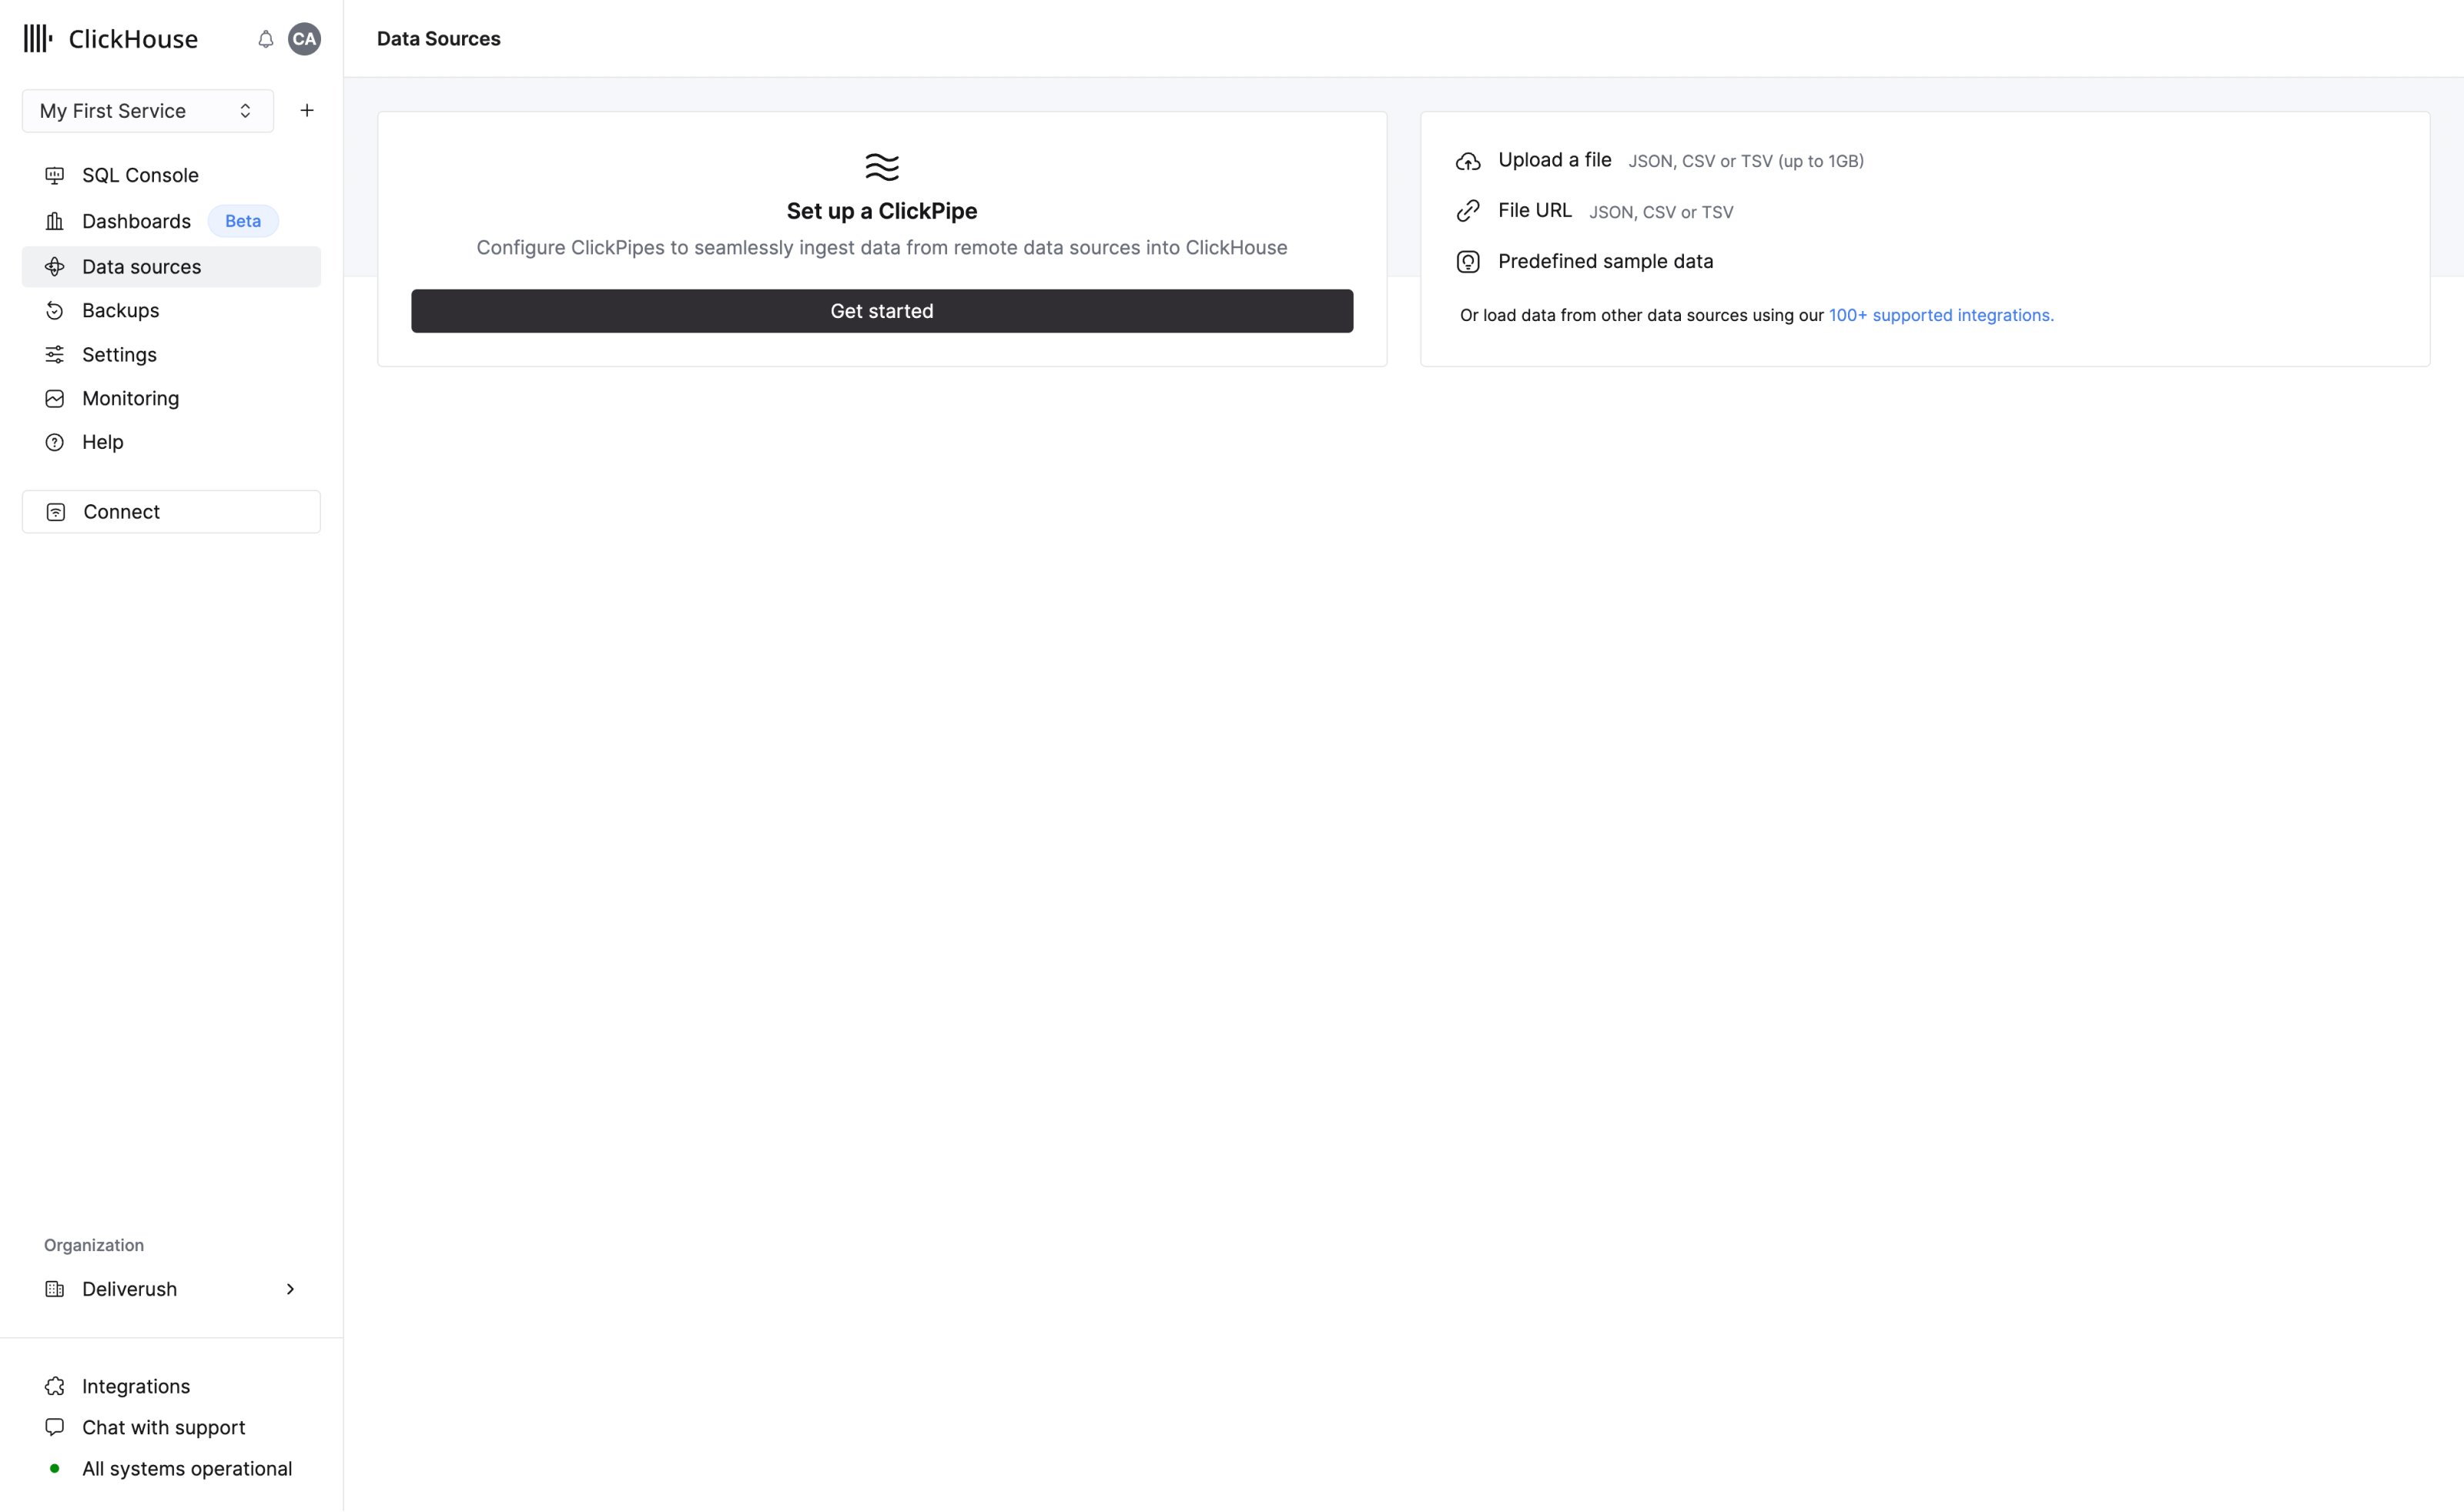 ClickHouse
CA
My First Service
SQL Console
Dashboards Beta
Data sources
Backups
Settings
Monitoring
Help
Connect
Organization
Deliverush
Integrations
Chat with support
All systems operational
Data Sources
Set up a ClickPipe
Configure ClickPipes to seamlessly ingest data from remote data sources into ClickHouse
Get started
Upload a file JSON, CSV or TSV (up to 1GB)
File URL JSON, CSV or TSV
Predefined sample data
Or load data from other data sources using our 100+ supported integrations.